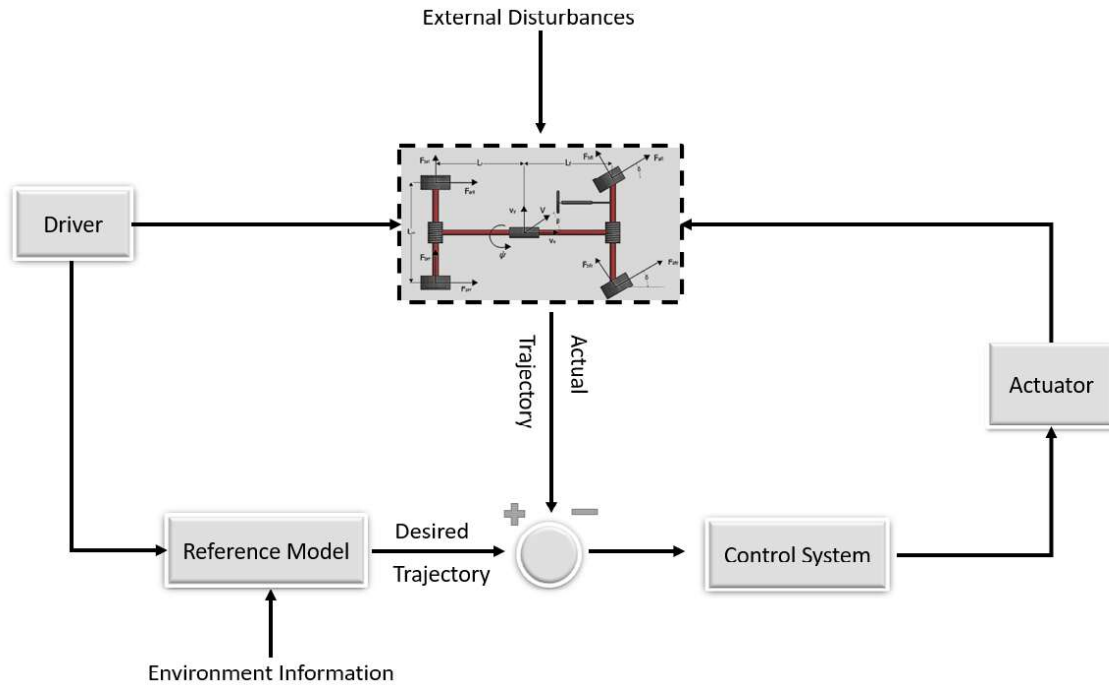 External Disturbances
Driver
V
Actual
Trajectory
Actuator
Reference Model
Desired
Trajectory
Control System
Environment Information